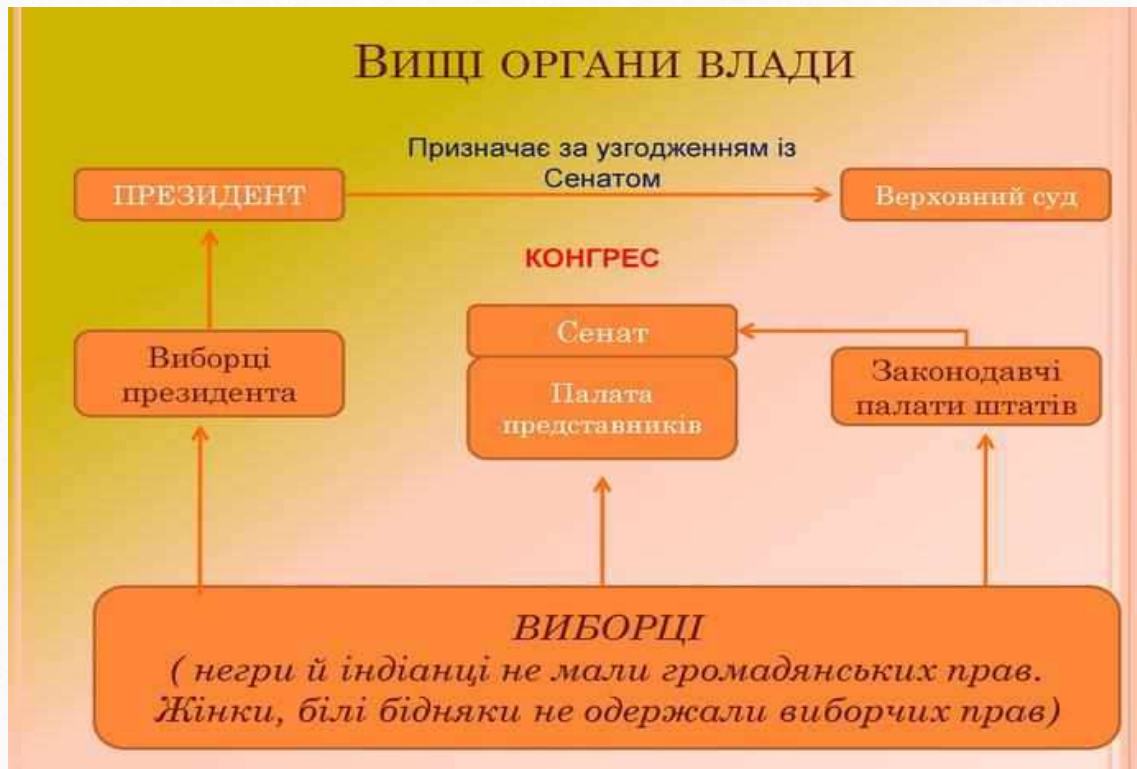 ВИЩІ ОРГАНИ ВЛАДИ
Призначає за узгодженням із
Сенатом
ПРЕЗИДЕНТ
Верховний суд
КОНГРЕС
Сенат
Виборці
президента
Палата
представників
Законодавчі
палати штатів
ВИБОРЦІ
( негри й індіанці не мали громадянських прав.
Жінки, білі бідняки не одержали виборчих прав)